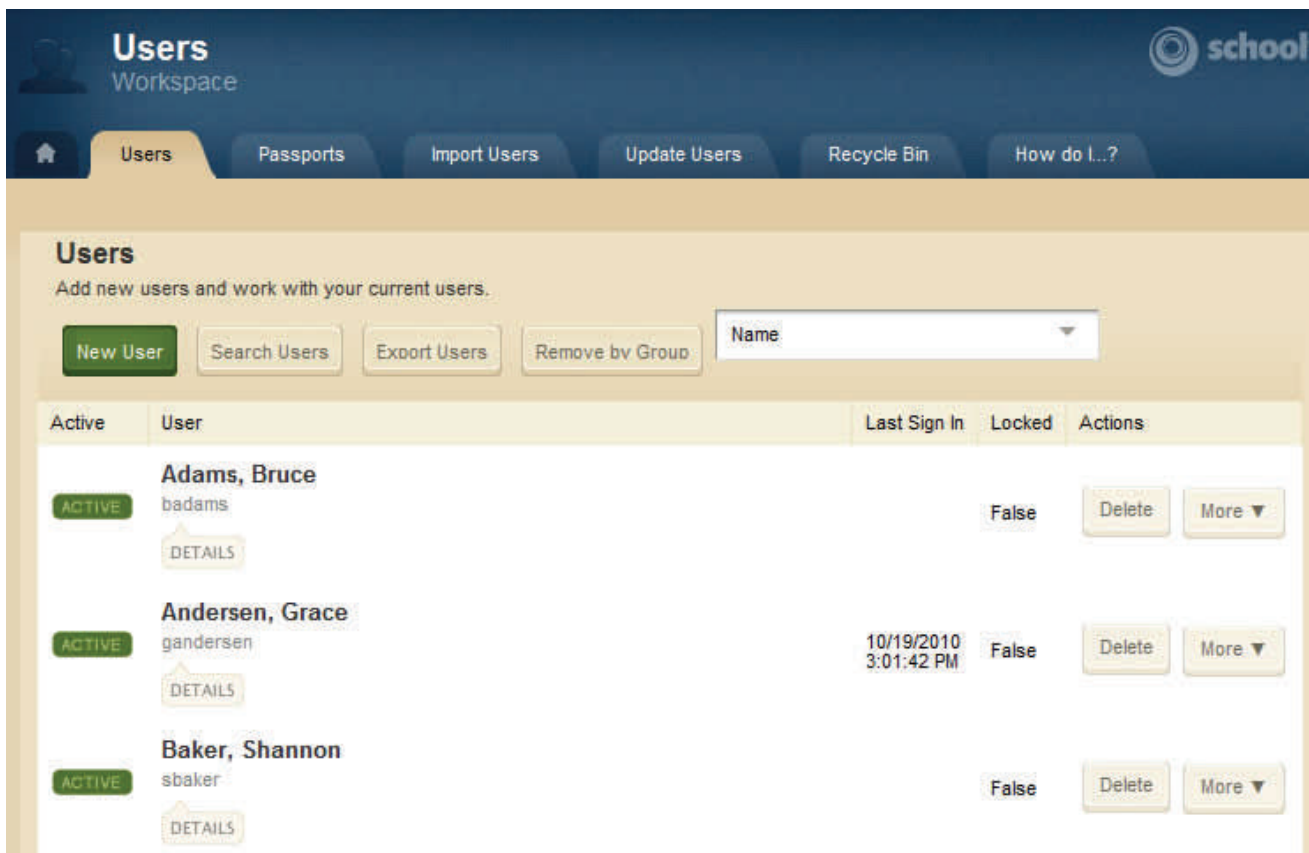 Users
Workspace
school
Users Passports Import Users Update Users Recycle Bin How do I...?
Users
Add new users and work with your current users.
New User Search Users Export Users Remove by Group Name
Active User Last Sign In Locked Actions
Adams, Bruce
badams
ACTIVE False Delete More ▼
DETAILS
Andersen, Grace
gandersen
ACTIVE 10/19/2010 False Delete More ▼
3:01:42 PM
DETAILS
Baker, Shannon
sbaker
ACTIVE False Delete More ▼
DETAILS